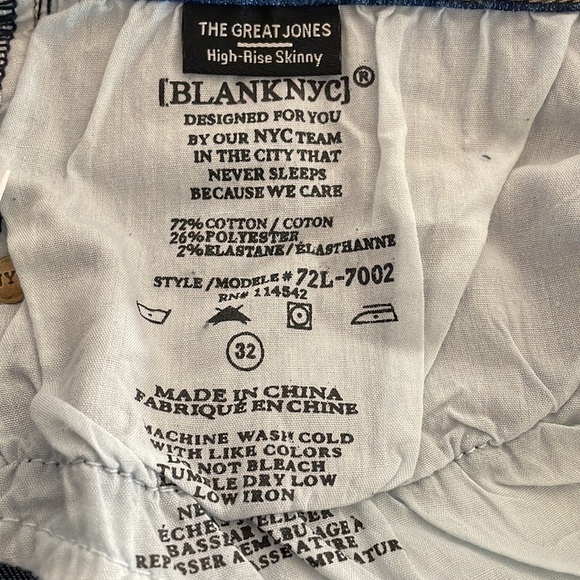 THE GREAT JONES
High-Rise Skinny
[BLANKNYC]®
DESIGNED FOR YOU
BY OUR NYC TEAM
IN THE CITY THAT
NEVER SLEEPS
BECAUSE WE CARE
72% COTTON / COTON
26% POLYESTER
2% ELASTANE/ÉLASTHANNE
STYLE/MODELE# 72L-7002
RN# 114542
32
MADE IN CHINA
FABRIQUÉ EN CHINE
MACHINE WASH COLD
WITH LIKE COLORS
DO NOT BLEACH
TUMBLE DRY LOW
LOW IRON
NY